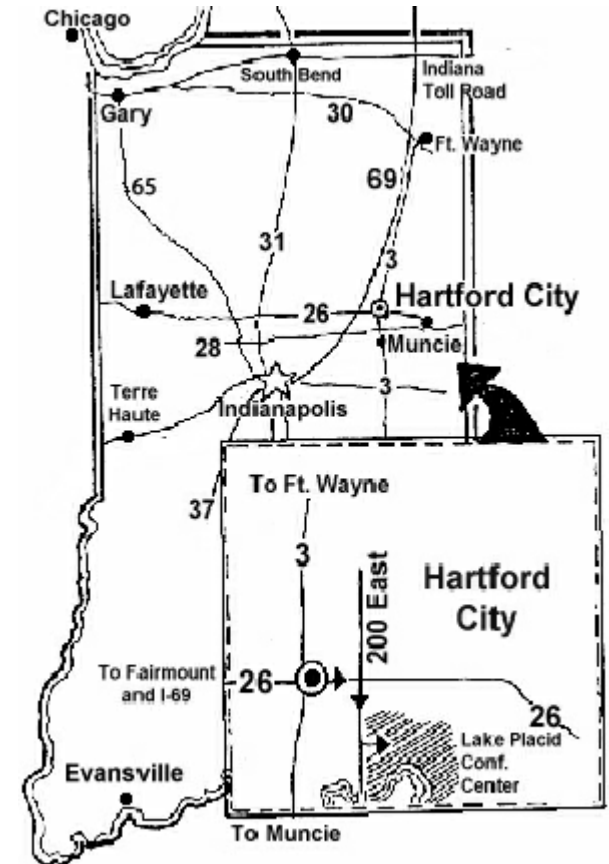 Chicago
South Bend
Indiana
Toll Road
Gary
30
Ft. Wayne
65
69
31
3
Lafayette
26
Hartford City
28
Muncie
3
Terre
Haute
Indianapolis
37
To Ft. Wayne
3
200 East
Hartford
City
To Fairmount
and I-69
26
26
Lake Placid
Conf.
Center
Evansville
To Muncie